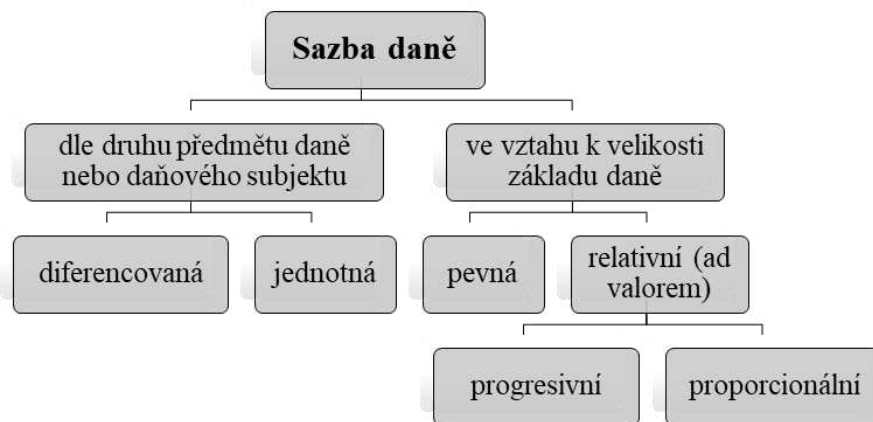 Sazba daně
dle druhu předmětu daně
nebo daňového subjektu
ve vztahu k velikosti
základu daně
diferencovaná
jednotná
pevná
relativní (ad
valorem)
progresivní
proporcionální